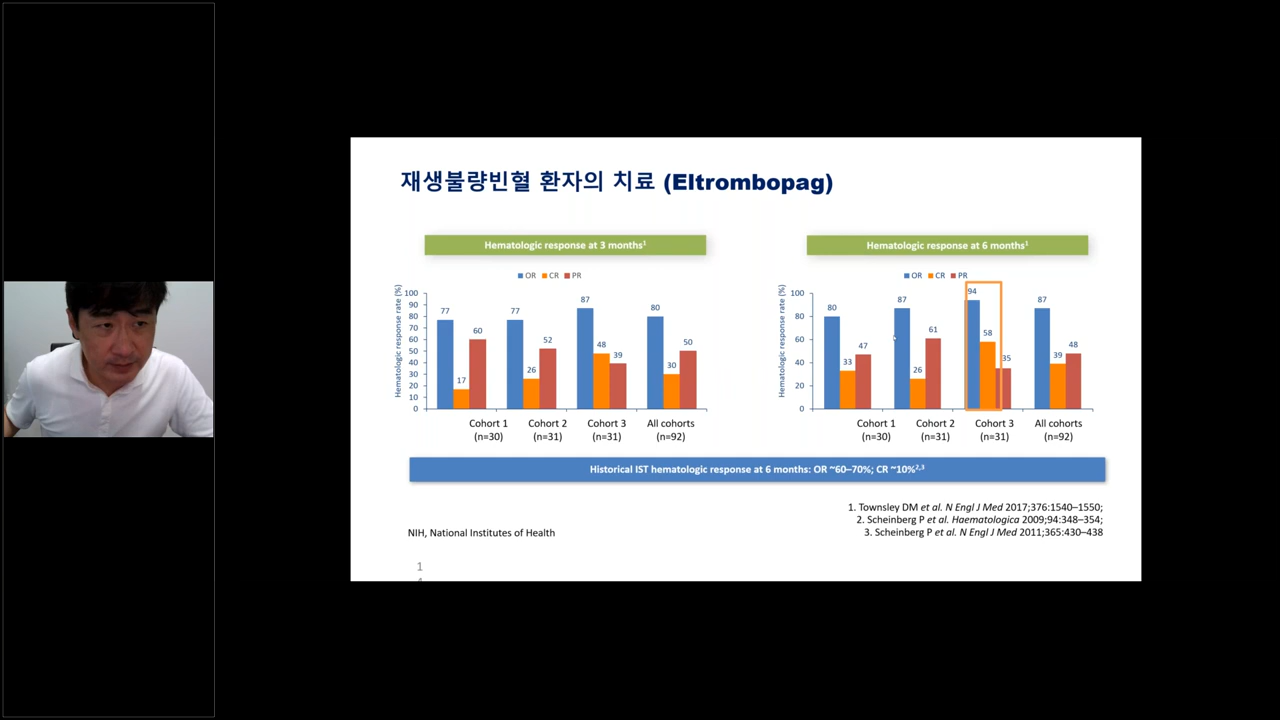 재생불량빈혈 환자의 치료 (Eltrombopag)
Hematologic response at 3 months1
OR CR PR
Hematologic response rate (%)
100
90
80
70
60
50
40
30
20
10
0
77 17 60
77 26 52
87 48 39
80 30 50
Cohort 1 Cohort 2 Cohort 3 All cohorts
(n=30) (n=31) (n=31) (n=92)
Hematologic response at 6 months1
OR CR PR
Hematologic response rate (%)
100
80
60
40
20
0
80 33 47
87 26 61
94 58 35
87 39 48
Cohort 1 Cohort 2 Cohort 3 All cohorts
(n=30) (n=31) (n=31) (n=92)
Historical IST hematologic response at 6 months: OR ~60–70%; CR ~10%2,3
1. Townsley DM et al. N Engl J Med 2017;376:1540–1550;
2. Scheinberg P et al. Haematologica 2009;94:348–354;
3. Scheinberg P et al. N Engl J Med 2011;365:430–438
NIH, National Institutes of Health
1